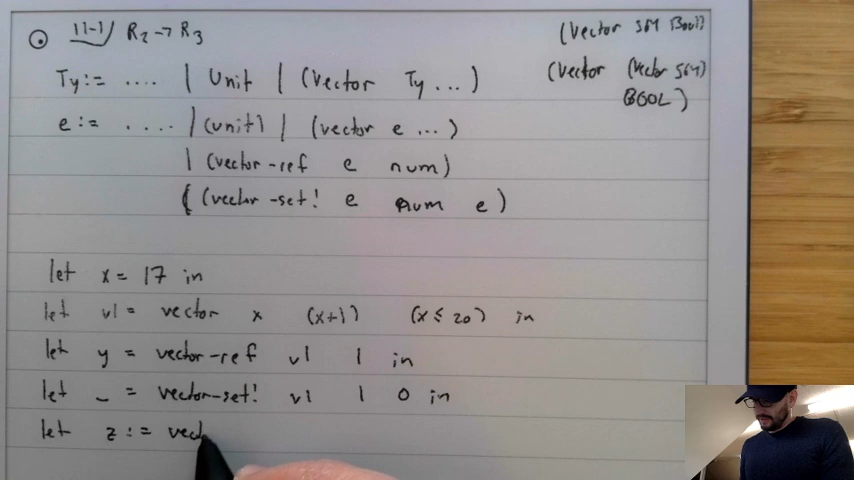 11-1/ R₂ → R₃
(Vector S64 Bool)
Ty := .... | Unit | (Vector Ty ...)
(Vector (Vector S64)
BOOL)
e := .... | (unit) | (vector e ...)
| (vector-ref e num)
| (vector-set! e num e)
let x = 17 in
let v1 = vector x (x+1) (x ≤ 20) in
let y = vector-ref v1 1 in
let _ = vector-set! v1 1 0 in
let z := vect